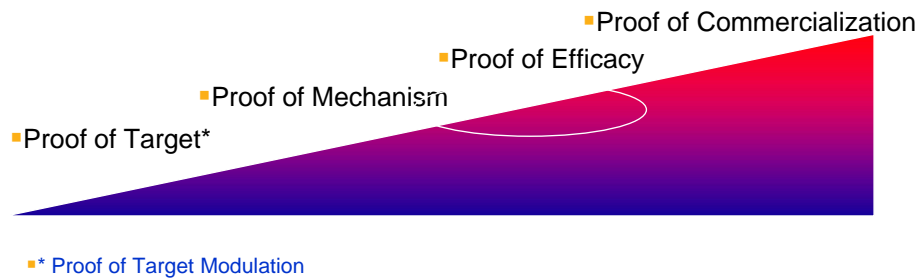 ▪Proof of Commercialization
▪Proof of Efficacy
▪Proof of Mechanism
▪Proof of Target*
▪* Proof of Target Modulation